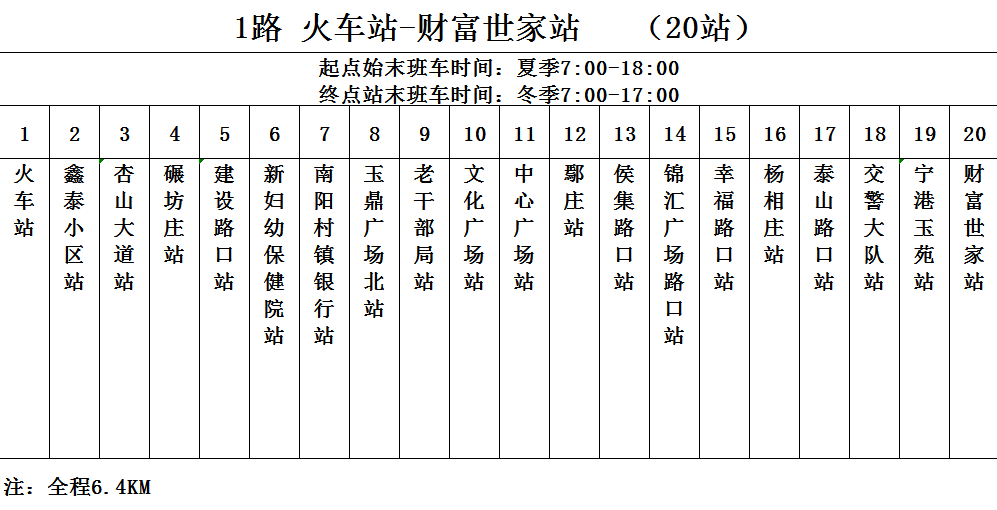 1路 火车站-财富世家站 （20站）
起点始末班车时间：夏季7:00-18:00
终点站末班车时间：冬季7:00-17:00
1 2 3 4 5 6 7 8 9 10 11 12 13 14 15 16 17 18 19 20
火车站
鑫泰小区站
杏山大道站
碾坊庄站
建设路口站
新妇幼保健院站
南阳村镇银行站
玉鼎广场北站
老干部局站
文化广场站
中心广场站
鄢庄站
侯集路口站
锦汇广场路口站
幸福路口站
杨相庄站
泰山路口站
交警大队站
宁港玉苑站
财富世家站
注：全程6.4KM